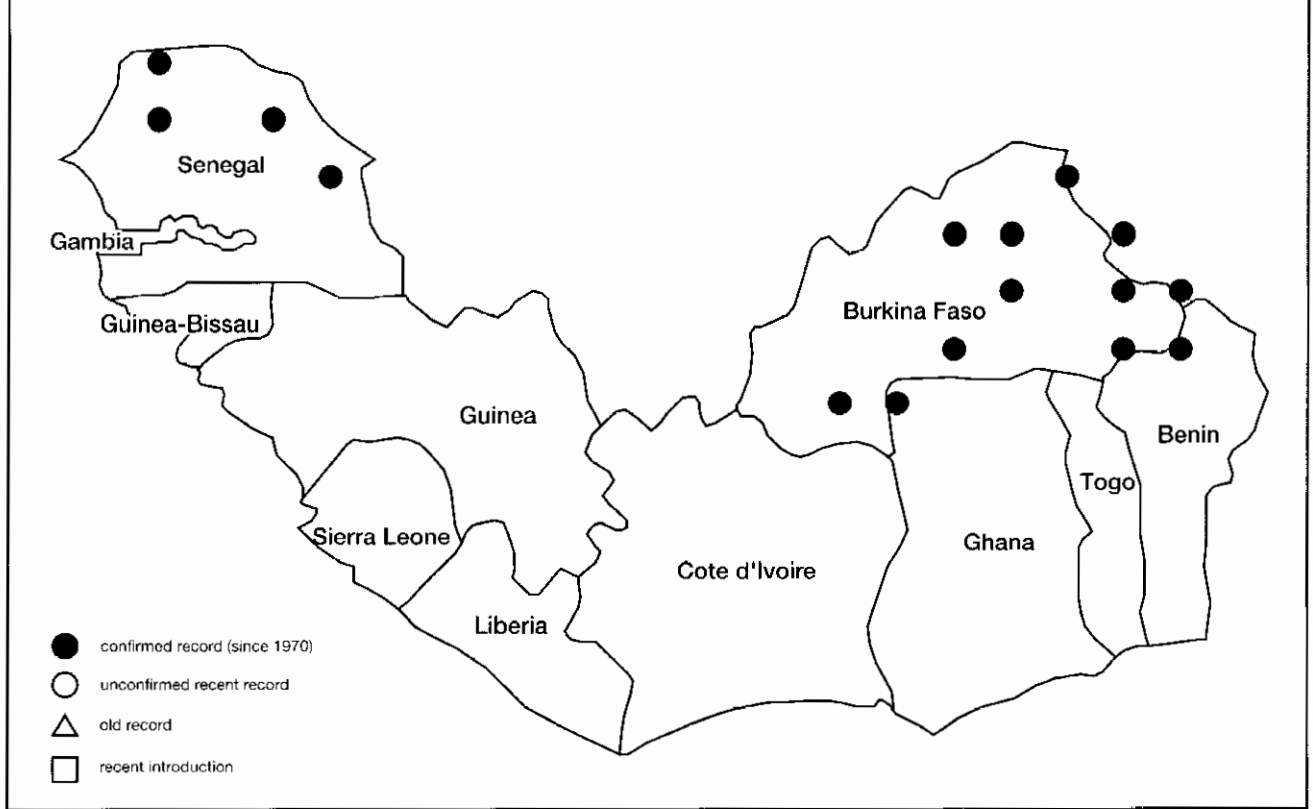 Senegal
Gambia
Guinea-Bissau
Burkina Faso
Guinea
Benin
Togo
Sierra Leone
Ghana
Cote d'Ivoire
Liberia
confirmed record (since 1970)
unconfirmed recent record
old record
recent introduction